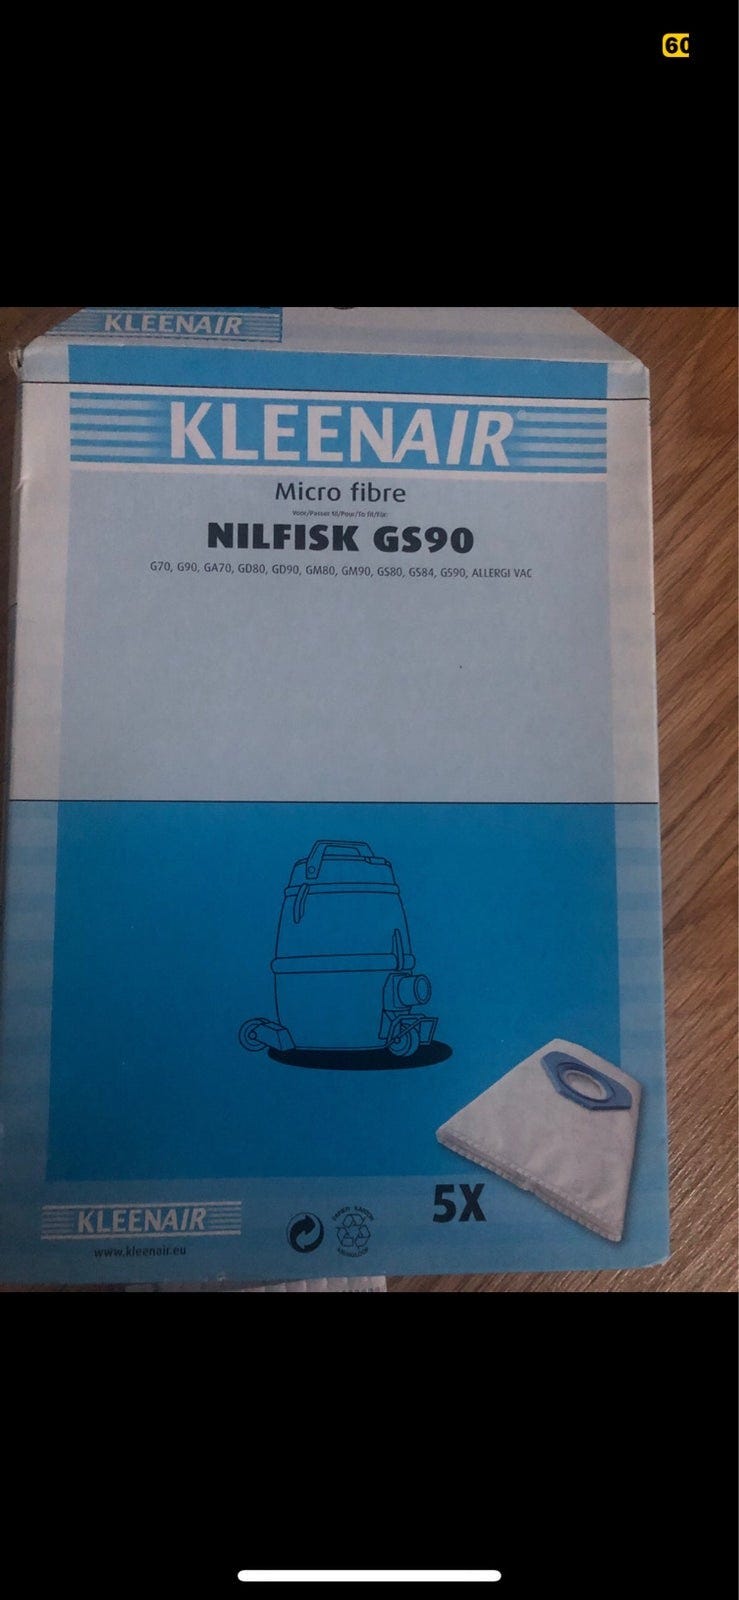 60
KLEENAIR
KLEENAIR®
Micro fibre
Voor/Passer til/Pour/To fit/Für:
NILFISK GS90
G70, G90, GA70, GD80, GD90, GM80, GM90, GS80, GS84, GS90, ALLERGI VAC
5X
KLEENAIR
www.kleenair.eu